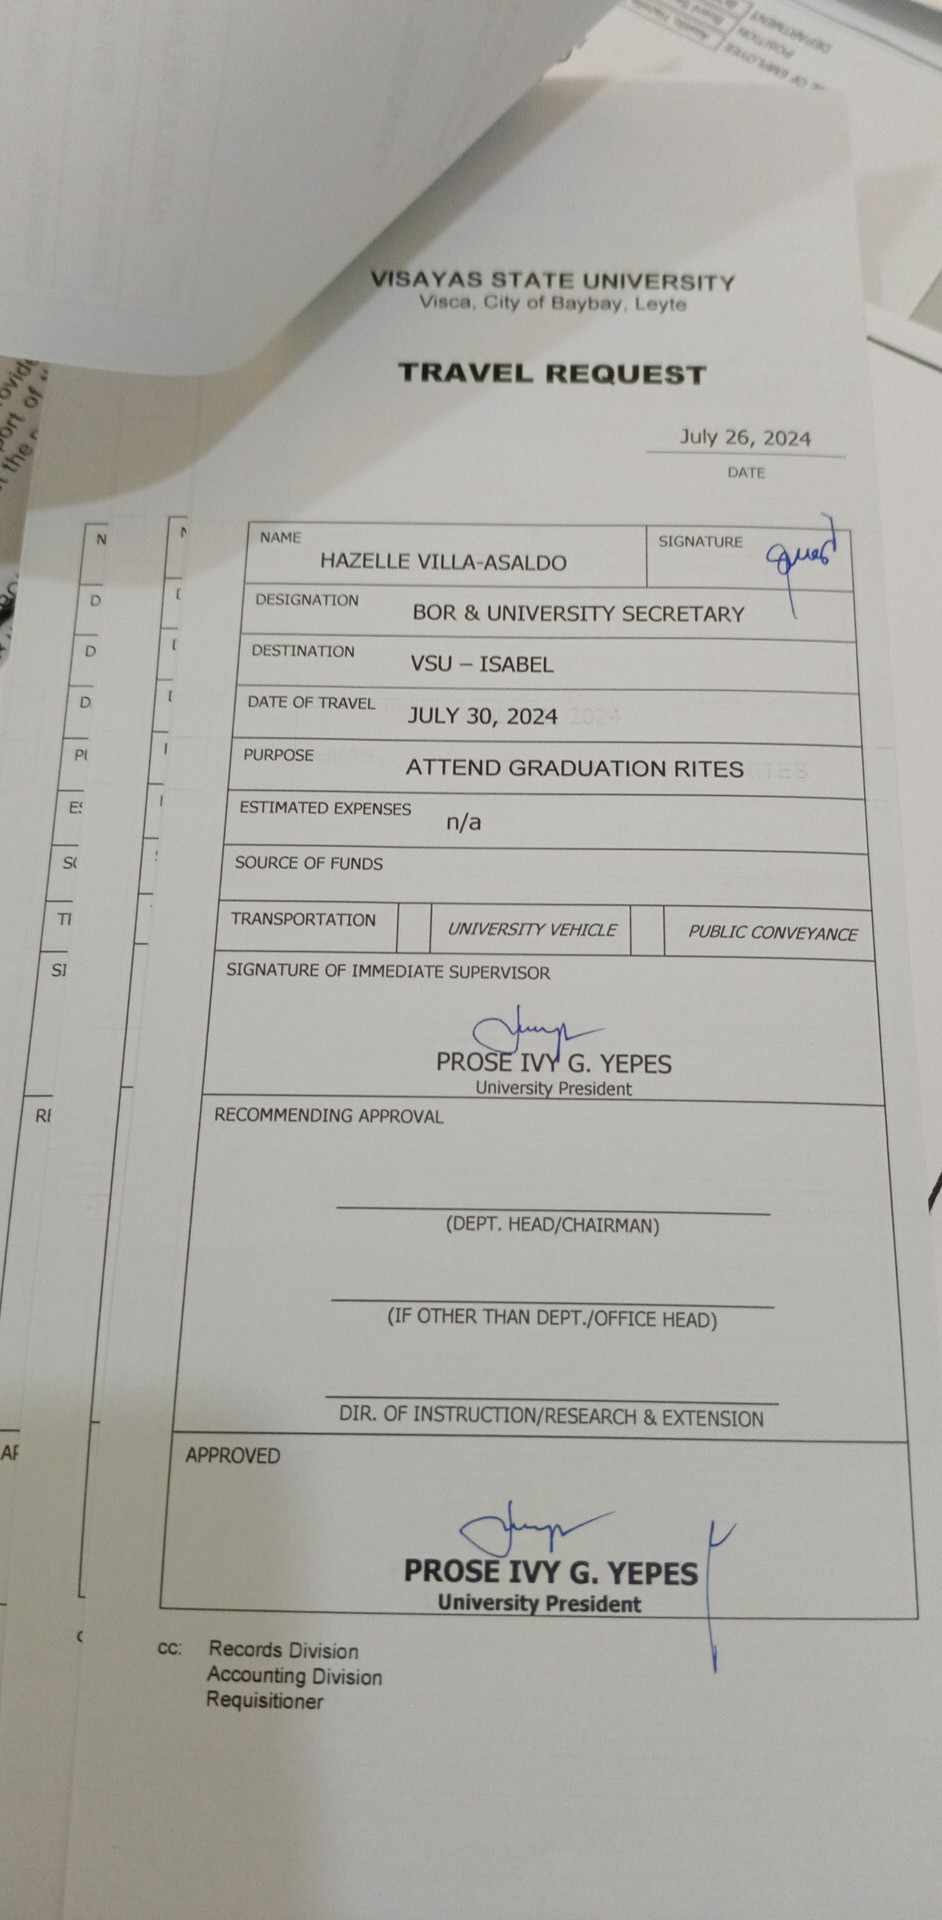 DEPARTMENT
POSITION
VISAYAS STATE UNIVERSITY
Visca, City of Baybay, Leyte
TRAVEL REQUEST
July 26, 2024
DATE
NAME
HAZELLE VILLA-ASALDO
SIGNATURE
DESIGNATION
BOR & UNIVERSITY SECRETARY
DESTINATION
VSU – ISABEL
DATE OF TRAVEL
JULY 30, 2024
PURPOSE
ATTEND GRADUATION RITES
ESTIMATED EXPENSES
n/a
SOURCE OF FUNDS
TRANSPORTATION
UNIVERSITY VEHICLE
PUBLIC CONVEYANCE
SIGNATURE OF IMMEDIATE SUPERVISOR
PROSE IVY G. YEPES
University President
RECOMMENDING APPROVAL
(DEPT. HEAD/CHAIRMAN)
(IF OTHER THAN DEPT./OFFICE HEAD)
DIR. OF INSTRUCTION/RESEARCH & EXTENSION
APPROVED
PROSE IVY G. YEPES
University President
cc: Records Division
Accounting Division
Requisitioner